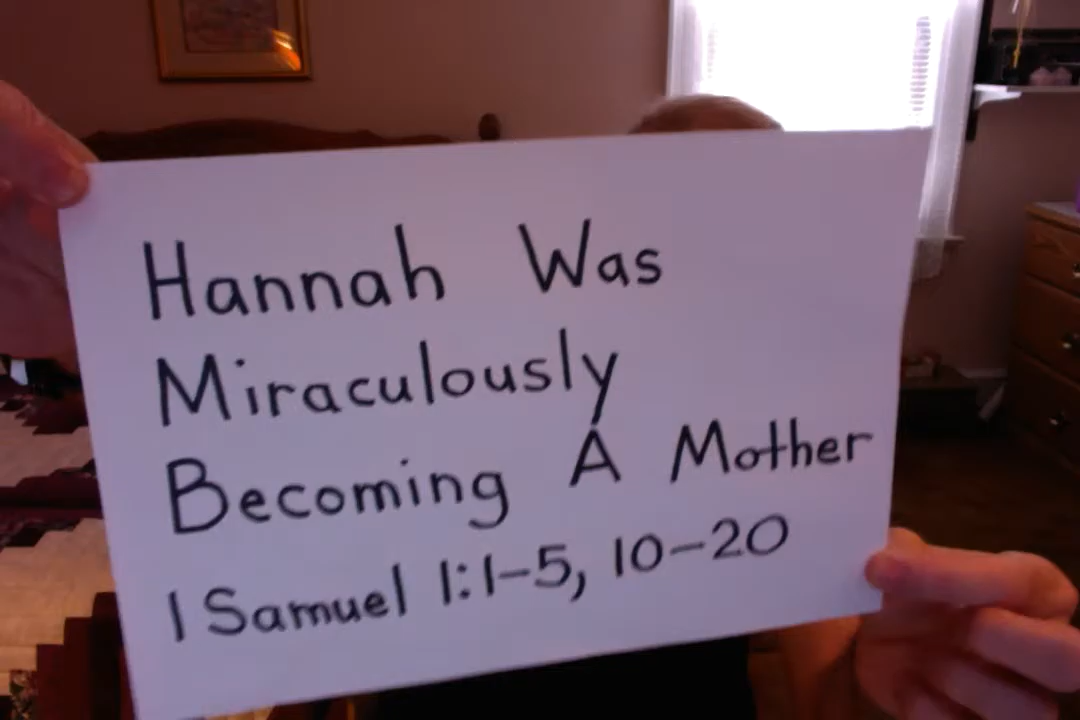 Hannah Was
Miraculously
Becoming A Mother
1 Samuel 1:1-5, 10-20